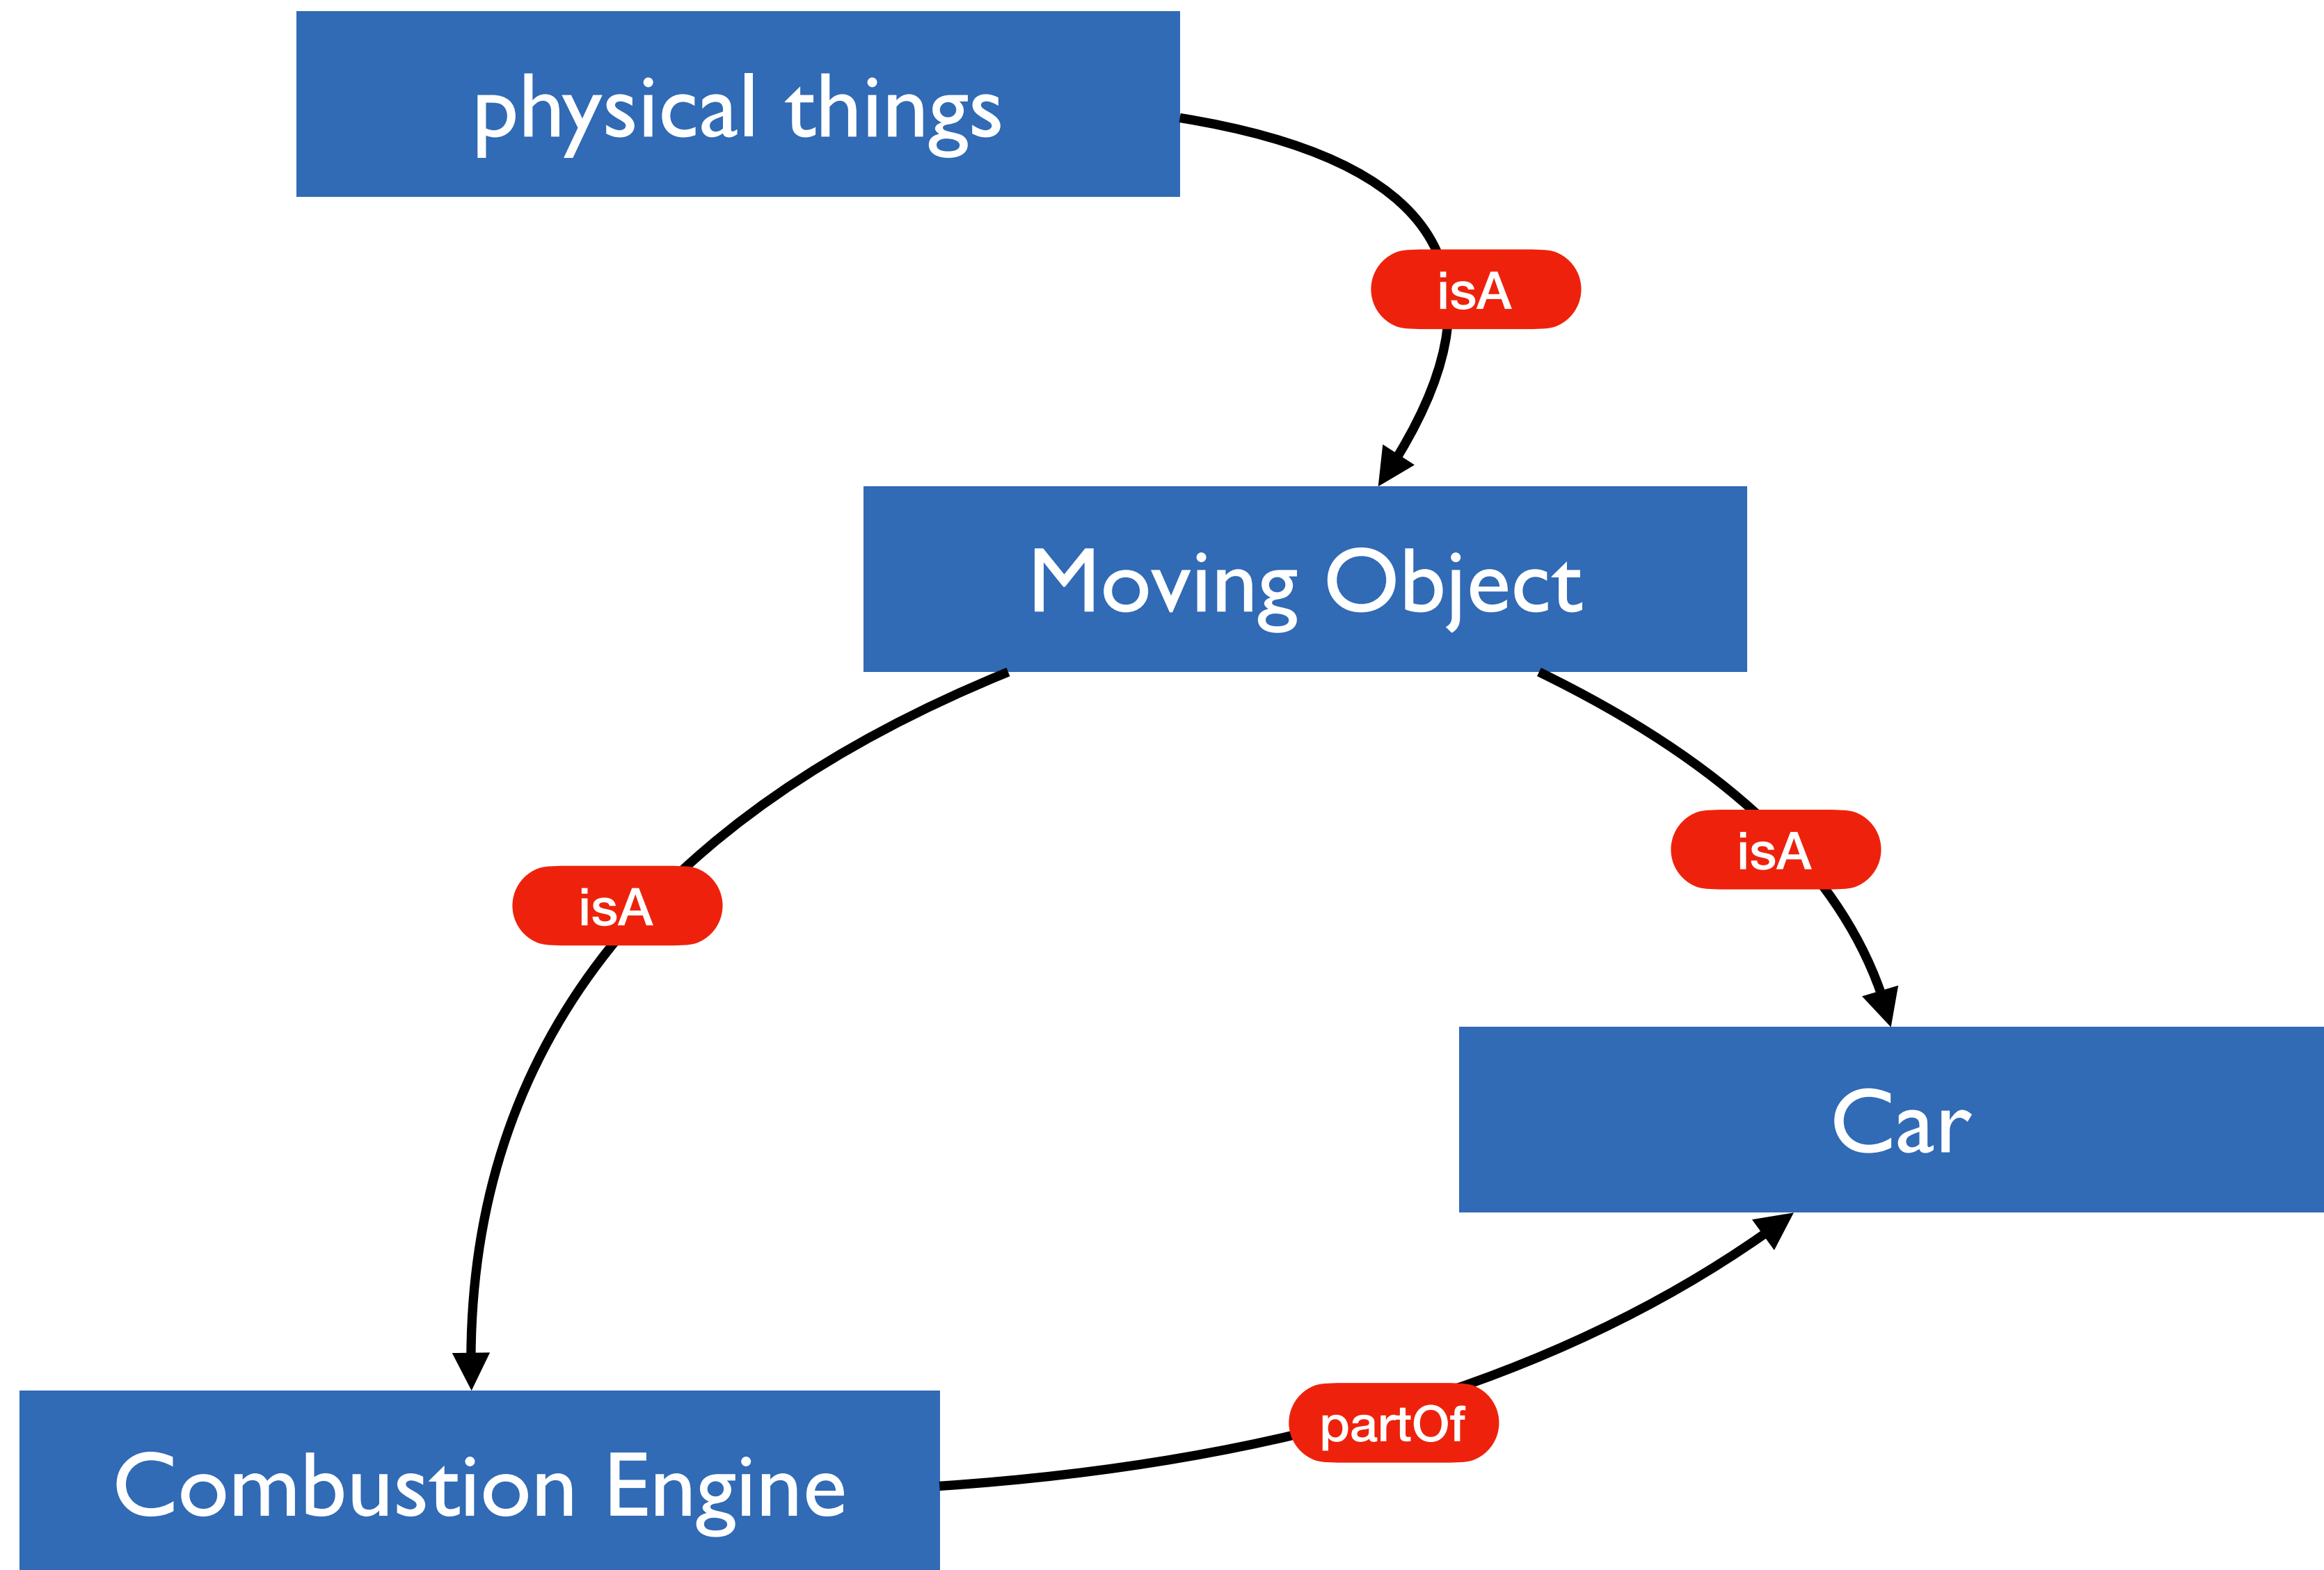 physical things
isA
Moving Object
isA
isA
Car
partOf
Combustion Engine